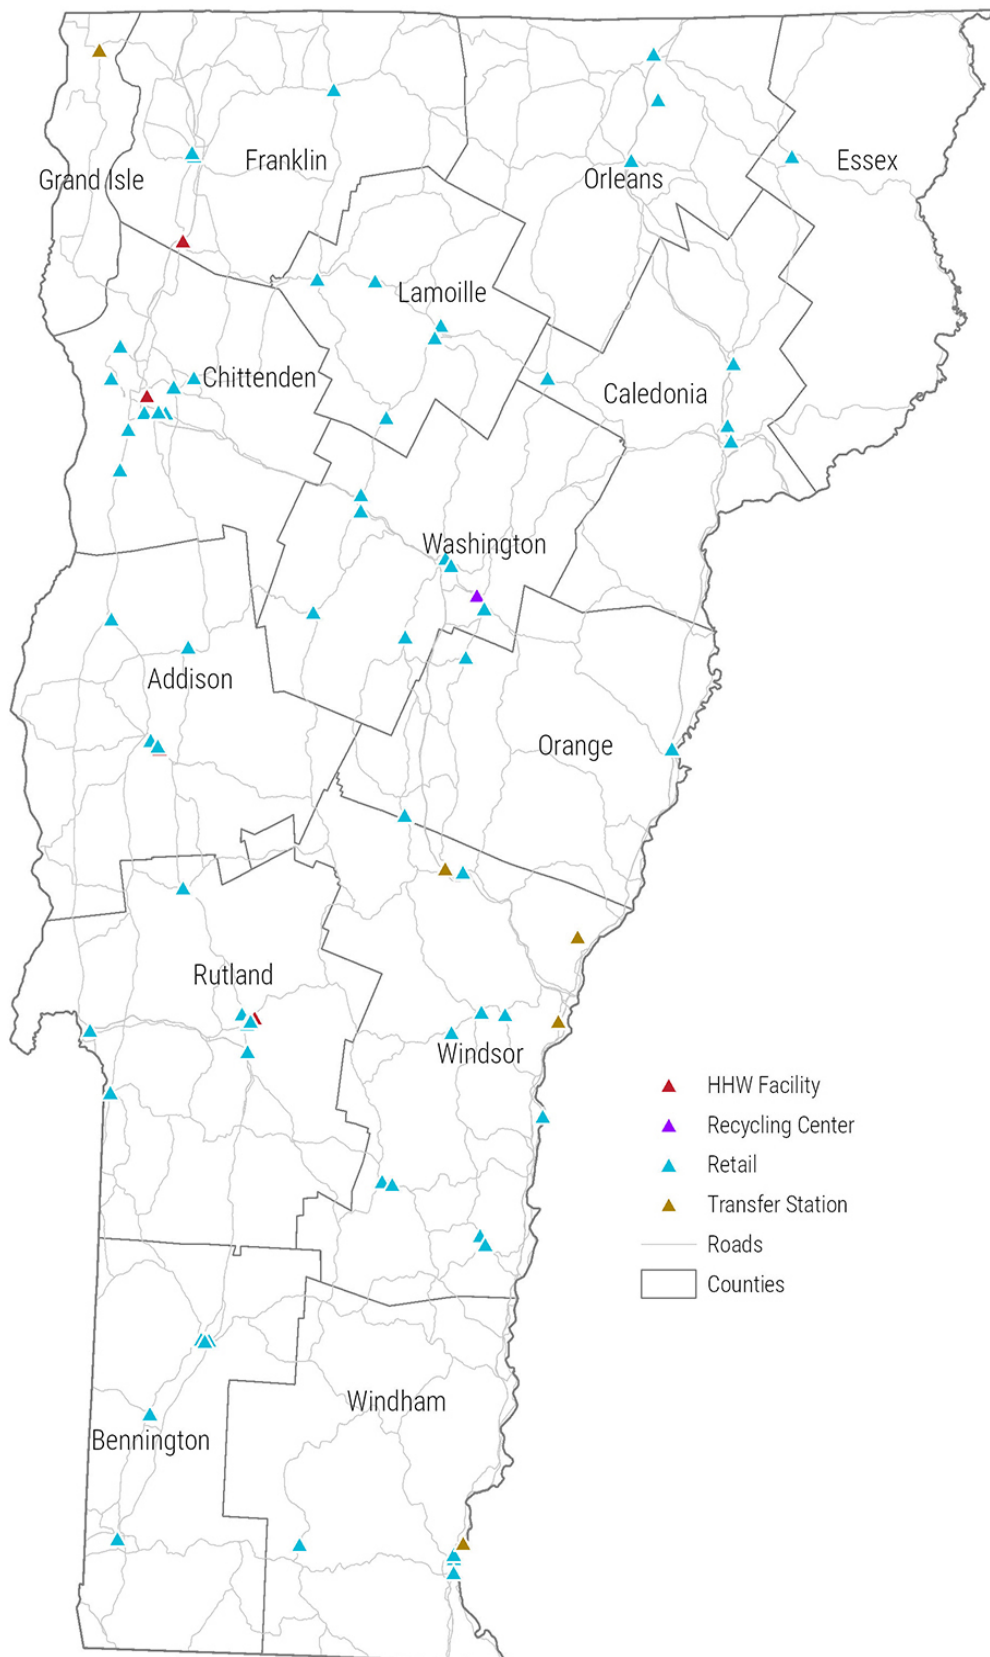 Franklin
Essex
Grand Isle
Orleans
Lamoille
Chittenden
Caledonia
Washington
Addison
Orange
Rutland
Windsor
HHW Facility
Recycling Center
Retail
Transfer Station
Roads
Counties
Windham
Bennington